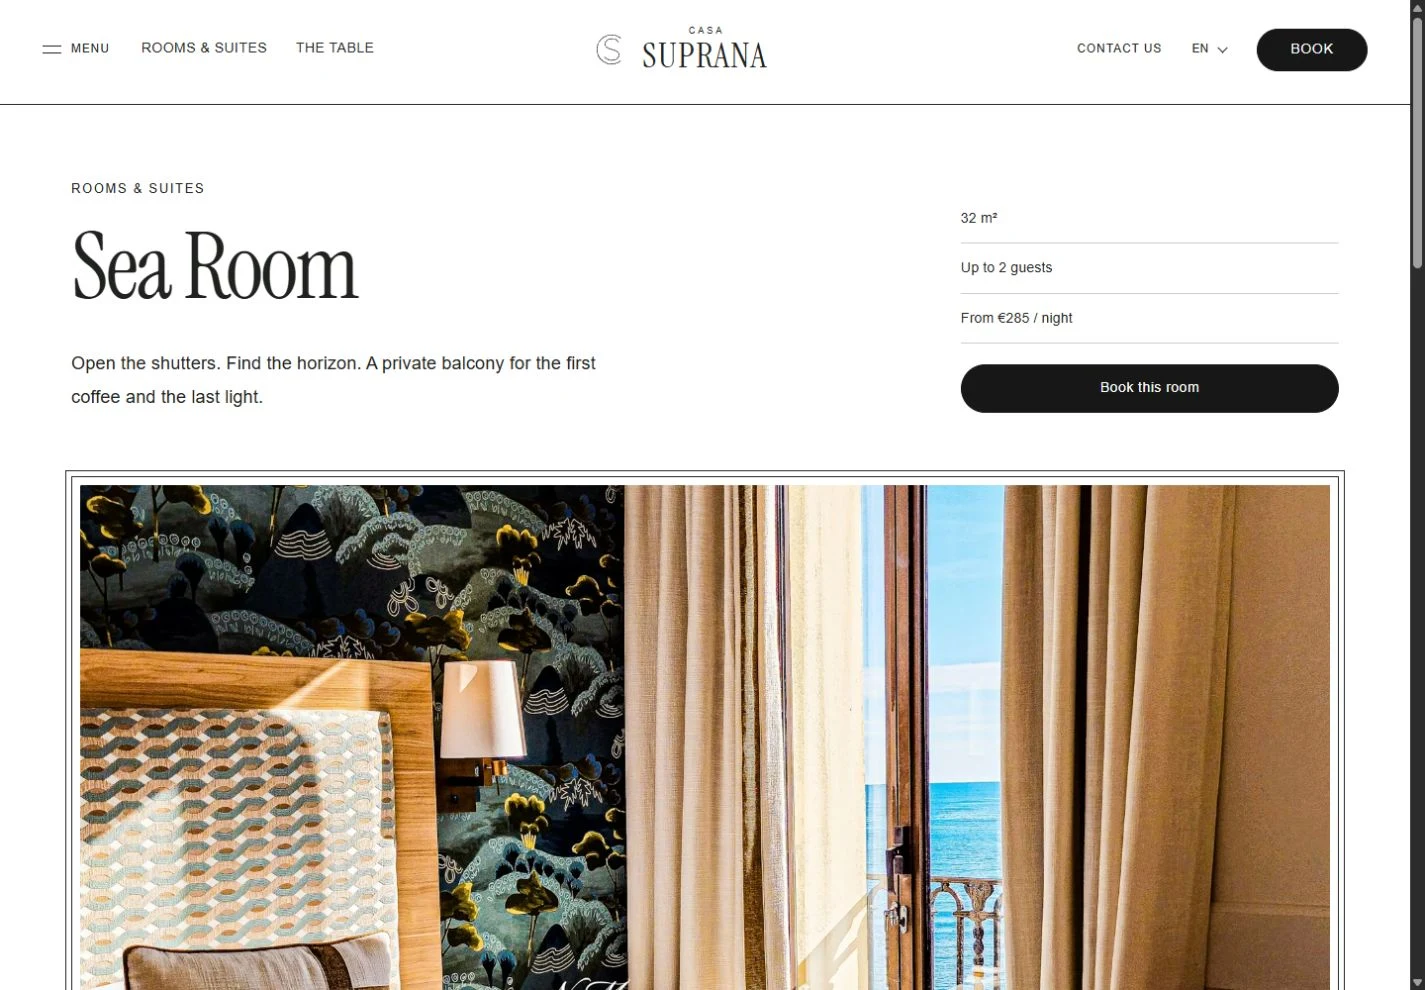 MENU
ROOMS & SUITES
THE TABLE
CASA
SUPRANA
CONTACT US
EN
BOOK
ROOMS & SUITES
Sea Room
Open the shutters. Find the horizon. A private balcony for the first
coffee and the last light.
32 m²
Up to 2 guests
From €285 / night
Book this room